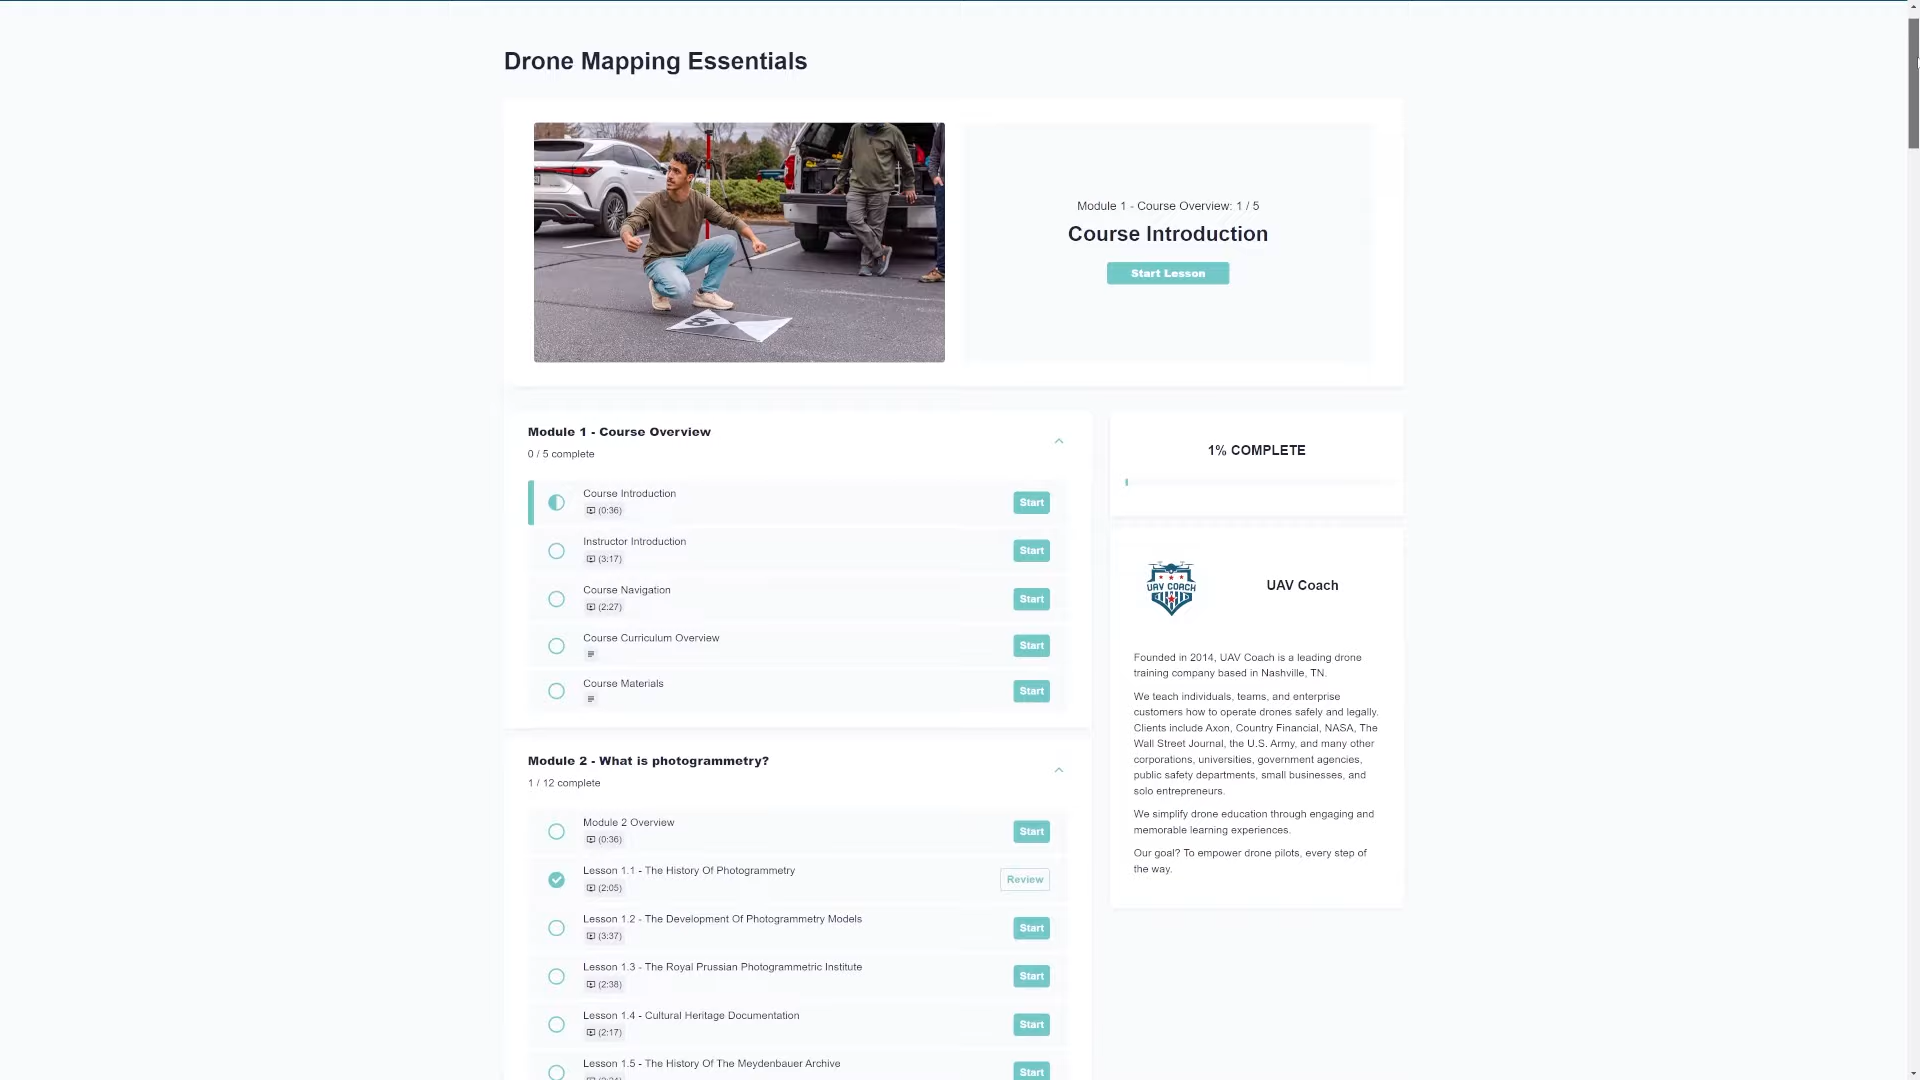 Drone Mapping Essentials
8
Module 1 - Course Overview: 1 / 5
Course Introduction
Start Lesson
Module 1 - Course Overview
0 / 5 complete
Course Introduction
(0:36)
Start
Instructor Introduction
(3:17)
Start
Course Navigation
(2:27)
Start
Course Curriculum Overview
Start
Course Materials
Start
Module 2 - What is photogrammetry?
1 / 12 complete
Module 2 Overview
(0:36)
Start
Lesson 1.1 - The History Of Photogrammetry
(2:05)
Review
Lesson 1.2 - The Development Of Photogrammetry Models
(3:37)
Start
Lesson 1.3 - The Royal Prussian Photogrammetric Institute
(2:38)
Start
Lesson 1.4 - Cultural Heritage Documentation
(2:17)
Start
Lesson 1.5 - The History Of The Meydenbauer Archive
Start
1% COMPLETE
UAV COACH
UAV Coach
Founded in 2014, UAV Coach is a leading drone
training company based in Nashville, TN.
We teach individuals, teams, and enterprise
customers how to operate drones safely and legally.
Clients include Axon, Country Financial, NASA, The
Wall Street Journal, the U.S. Army, and many other
corporations, universities, government agencies,
public safety departments, small businesses, and
solo entrepreneurs.
We simplify drone education through engaging and
memorable learning experiences.
Our goal? To empower drone pilots, every step of
the way.